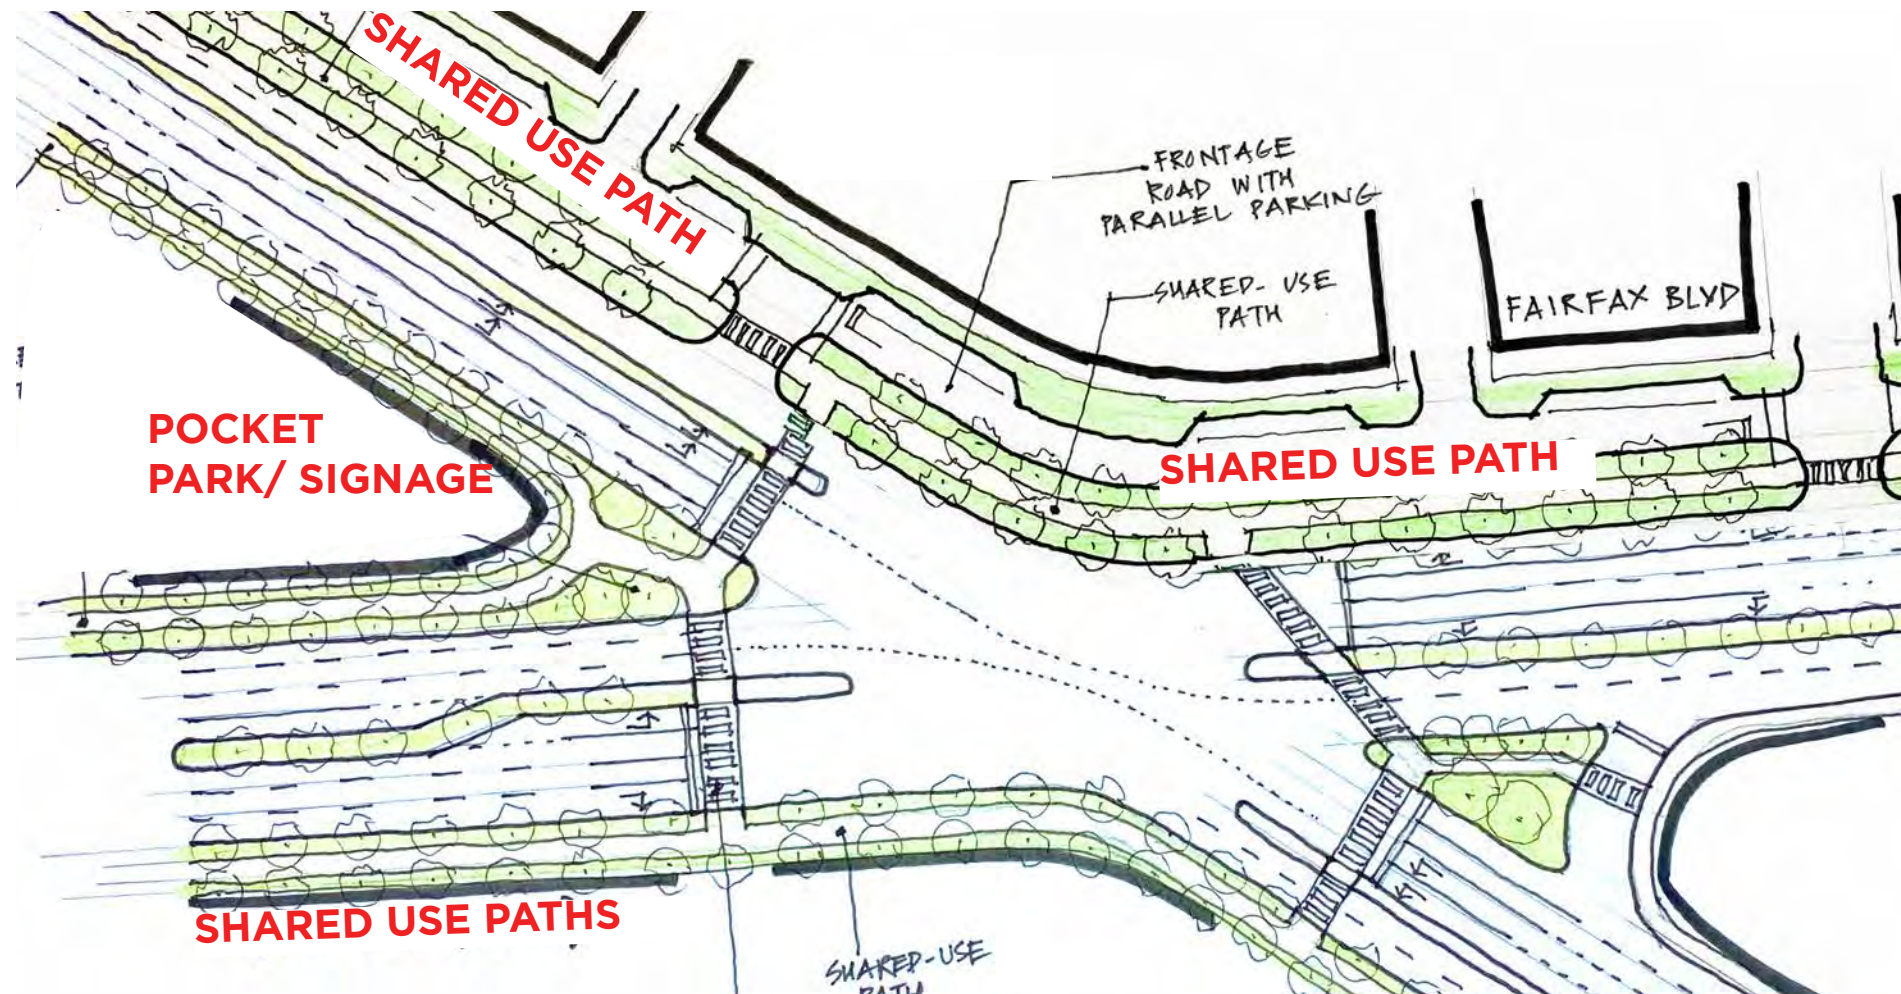 SHARED USE PATH
FRONTAGE
ROAD WITH
PARALLEL PARKING
SHARED-USE
PATH
FAIRFAX BLVD
POCKET
PARK/ SIGNAGE
SHARED USE PATH
SHARED USE PATHS
SHARED-USE
PATH